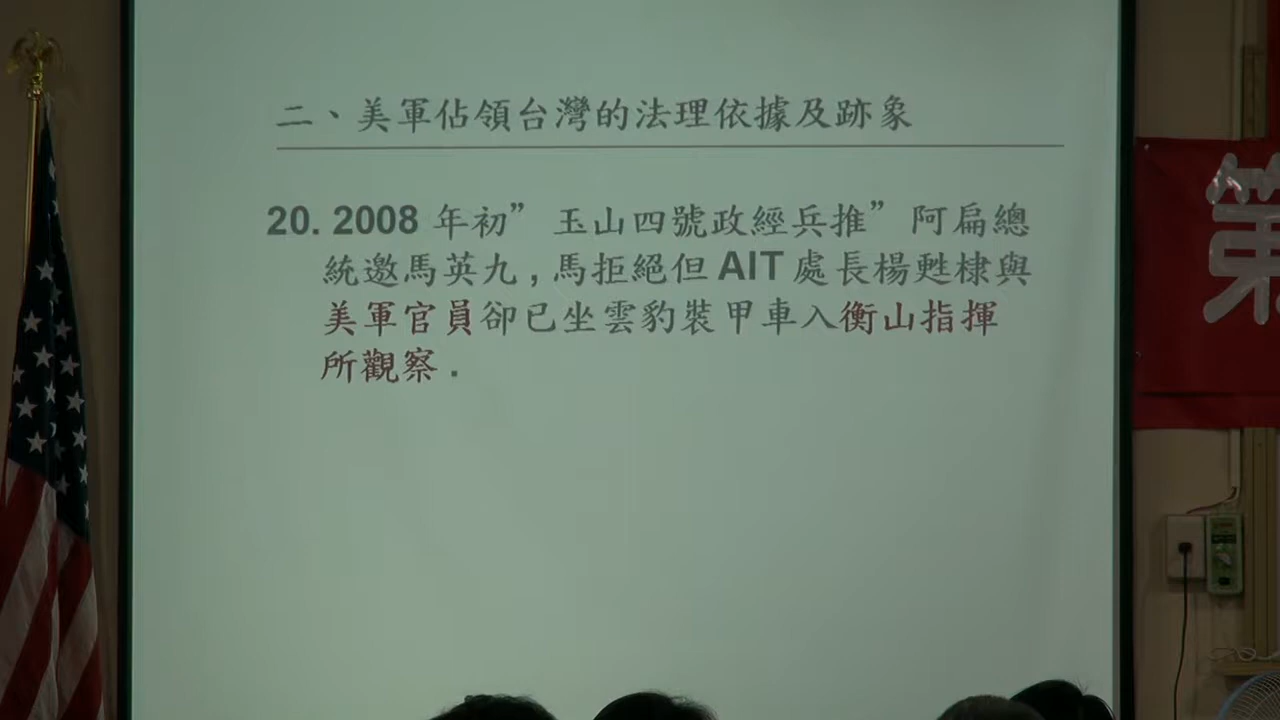 二、美軍佔領台灣的法理依據及跡象
20. 2008 年初” 玉山四號政經兵推” 阿扁總
統邀馬英九，馬拒絕但 AIT 處長楊甦棣與
美軍官員卻已坐雲豹裝甲車入衡山指揮
所觀察.
第